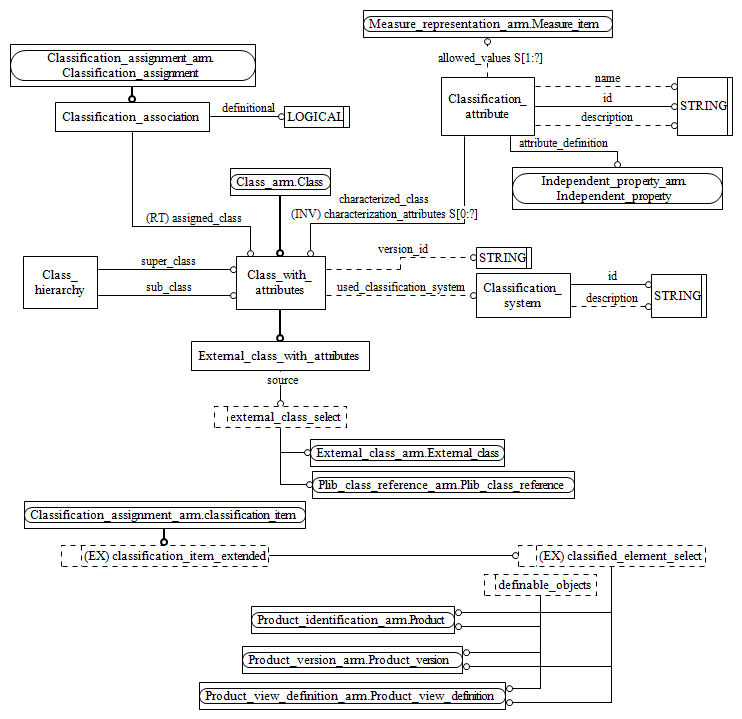 Measure_representation_arm.Measure_item
Classification_assignment_arm.
Classification_assignment
allowed_values S[1:?]
Classification_
attribute
name
id
description
STRING
Classification_association
definitional
LOGICAL
attribute_definition
Independent_property_arm.
Independent_property
Class_arm.Class
characterized_class
(INV) characterization_attributes S[0:?]
(RT) assigned_class
Class_
hierarchy
super_class
sub_class
Class_with_
attributes
version_id
STRING
used_classification_system
Classification_
system
id
description
STRING
External_class_with_attributes
source
external_class_select
External_class_arm.External_class
Plib_class_reference_arm.Plib_class_reference
Classification_assignment_arm.classification_item
(EX) classification_item_extended
(EX) classified_element_select
definable_objects
Product_identification_arm.Product
Product_version_arm.Product_version
Product_view_definition_arm.Product_view_definition